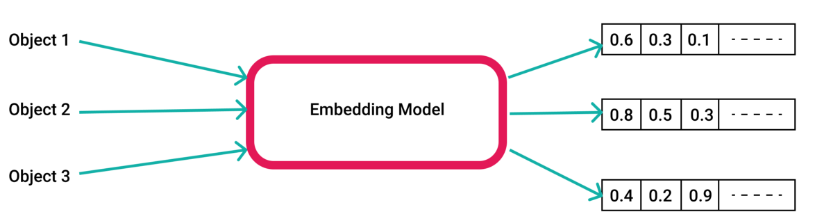 Object 1
Object 2
Object 3
Embedding Model
0.6 0.3 0.1 - - - - -
0.8 0.5 0.3 - - - - -
0.4 0.2 0.9 - - - - -